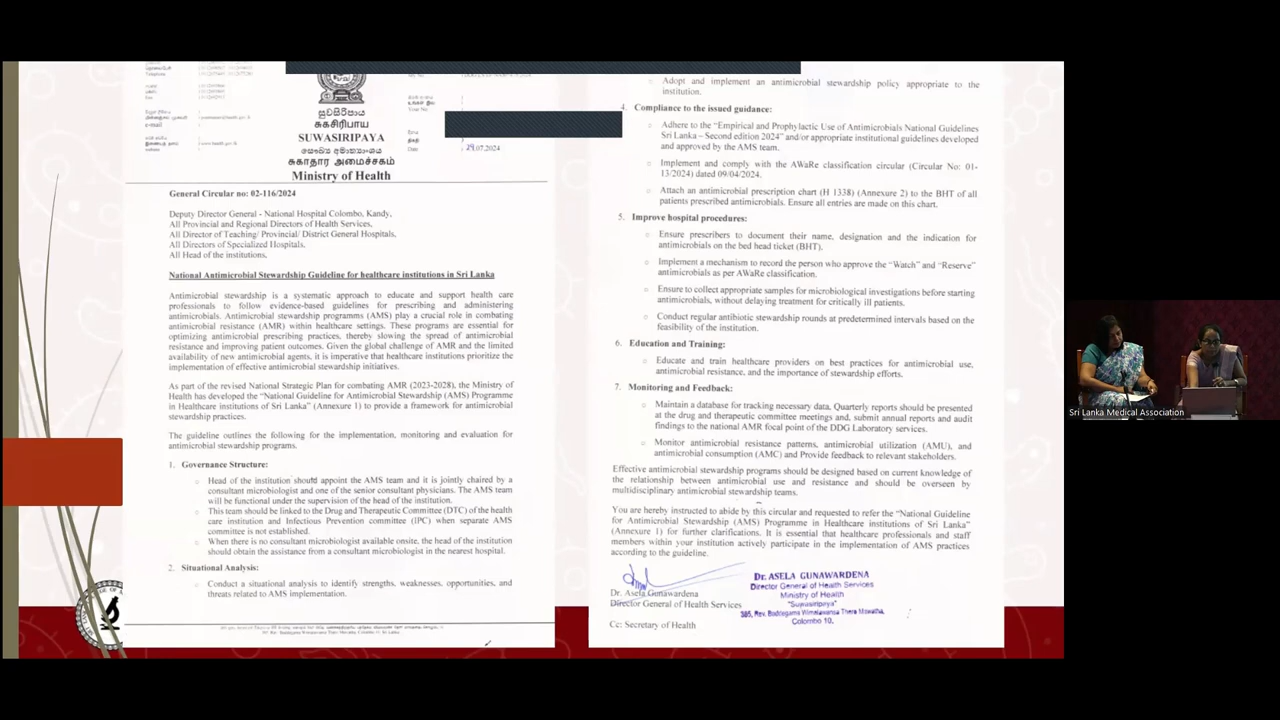 සුවසිරිපාය
சுகசிரிபாய
SUWASIRIPAYA
සෞඛ්‍ය අමාත්‍යාංශය
சுகாதார அமைச்சகம்
Ministry of Health
Date
29.07.2024
General Circular no: 02-116/2024
Deputy Director General - National Hospital Colombo, Kandy,
All Provincial and Regional Directors of Health Services,
All Director of Teaching/ Provincial/ District General Hospitals,
All Directors of Specialized Hospitals,
All Head of the institutions,
National Antimicrobial Stewardship Guideline for healthcare institutions in Sri Lanka
Antimicrobial stewardship is a systematic approach to educate and support health care
professionals to follow evidence-based guidelines for prescribing and administering
antimicrobials. Antimicrobial stewardship programs (AMS) play a crucial role in combating
antimicrobial resistance (AMR) within healthcare settings. These programs are essential for
optimizing antimicrobial prescribing practices, thereby slowing the spread of antimicrobial
resistance and improving patient outcomes. Given the global challenge of AMR and the limited
availability of new antimicrobial agents, it is imperative that healthcare institutions prioritize the
implementation of effective antimicrobial stewardship initiatives.
As part of the revised National Strategic Plan for combating AMR (2023-2028), the Ministry of
Health has developed the “National Guideline for Antimicrobial Stewardship (AMS) Programme
in Healthcare institutions of Sri Lanka” (Annexure 1) to provide a framework for antimicrobial
stewardship practices.
The guideline outlines the following for the implementation, monitoring and evaluation for
antimicrobial stewardship programs.
1. Governance Structure:
○ Head of the institution should appoint the AMS team and it is jointly chaired by a
consultant microbiologist and one of the senior consultant physicians. The AMS team
will be functional under the supervision of the head of the institution.
○ This team should be linked to the Drug and Therapeutic Committee (DTC) of the health
care institution and Infectious Prevention committee (IPC) when separate AMS
committee is not established.
○ When there is no consultant microbiologist available onsite, the head of the institution
should obtain the assistance from a consultant microbiologist in the nearest hospital.
2. Situational Analysis:
○ Conduct a situational analysis to identify strengths, weaknesses, opportunities, and
threats related to AMS implementation.
○ Adopt and implement an antimicrobial stewardship policy appropriate to the
institution.
4. Compliance to the issued guidance:
○ Adhere to the “Empirical and Prophylactic Use of Antimicrobials National Guidelines
Sri Lanka – Second edition 2024” and/or appropriate institutional guidelines developed
and approved by the AMS team.
○ Implement and comply with the AWaRe classification circular (Circular No: 01-
13/2024) dated 09/04/2024.
○ Attach an antimicrobial prescription chart (H 1338) (Annexure 2) to the BHT of all
patients prescribed antimicrobials. Ensure all entries are made on this chart.
5. Improve hospital procedures:
○ Ensure prescribers to document their name, designation and the indication for
antimicrobials on the bed head ticket (BHT).
○ Implement a mechanism to record the person who approve the “Watch” and “Reserve”
antimicrobials as per AWaRe classification.
○ Ensure to collect appropriate samples for microbiological investigations before starting
antimicrobials, without delaying treatment for critically ill patients.
○ Conduct regular antibiotic stewardship rounds at predetermined intervals based on the
feasibility of the institution.
6. Education and Training:
○ Educate and train healthcare providers on best practices for antimicrobial use,
antimicrobial resistance, and the importance of stewardship efforts.
7. Monitoring and Feedback:
○ Maintain a database for tracking necessary data. Quarterly reports should be presented
at the drug and therapeutic committee meetings and, submit annual reports and audit
findings to the national AMR focal point of the DDG Laboratory services.
○ Monitor antimicrobial resistance patterns, antimicrobial utilization (AMU), and
antimicrobial consumption (AMC) and Provide feedback to relevant stakeholders.
Effective antimicrobial stewardship programs should be designed based on current knowledge of
the relationship between antimicrobial use and resistance and should be overseen by
multidisciplinary antimicrobial stewardship teams.
You are hereby instructed to abide by this circular and requested to refer the “National Guideline
for Antimicrobial Stewardship (AMS) Programme in Healthcare institutions of Sri Lanka”
(Annexure 1) for further clarifications. It is essential that healthcare professionals and staff
members within your institution actively participate in the implementation of AMS practices
according to the guideline.
Dr. Asela Gunawardena
Director General of Health Services
Dr. ASELA GUNAWARDENA
Director General of Health Services
Ministry of Health
"Suwasiripaya"
385, Rev. Baddegama Wimalawansa Thera Mawatha,
Colombo 10.
Cc: Secretary of Health
Sri Lanka Medical Association